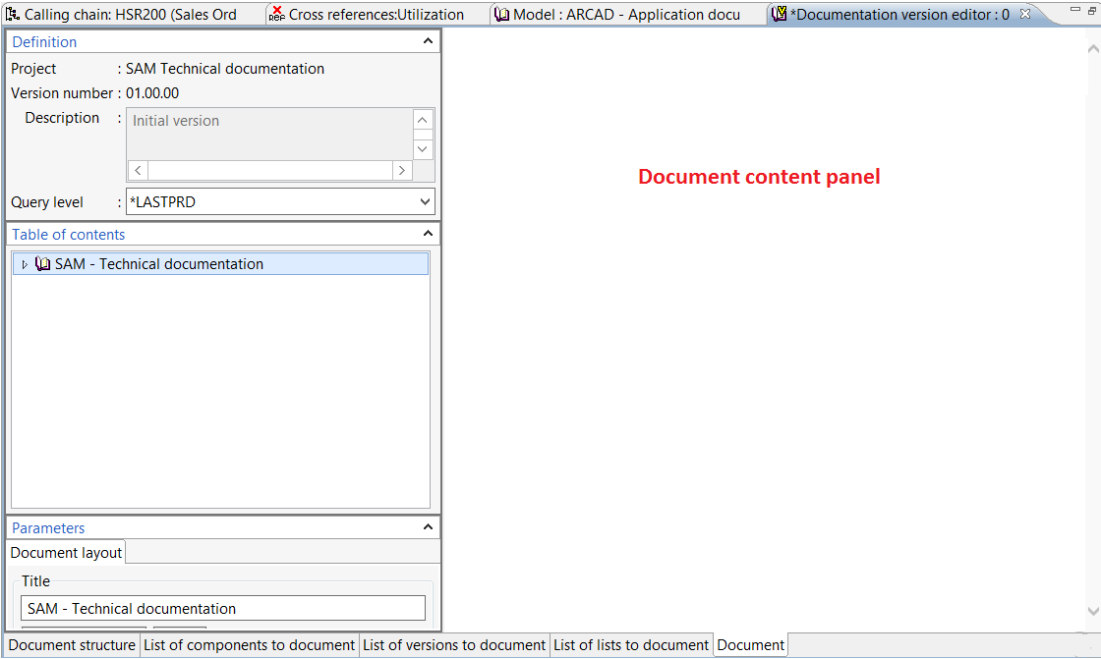 Calling chain: HSR200 (Sales Ord
DEP Cross references:Utilization
Model : ARCAD - Application docu
*Documentation version editor : 0
Definition
Project : SAM Technical documentation
Version number : 01.00.00
Description : Initial version
Query level : *LASTPRD
Table of contents
SAM - Technical documentation
Parameters
Document layout
Title
SAM - Technical documentation
Document content panel
Document structure
List of components to document
List of versions to document
List of lists to document
Document